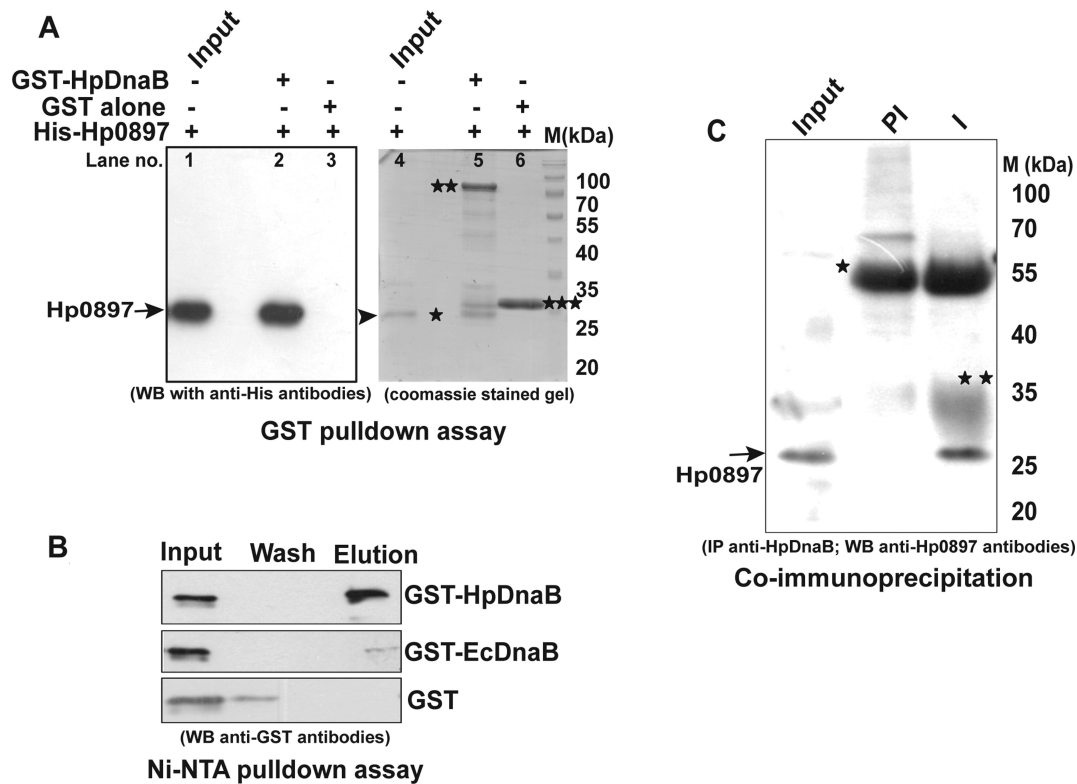 A
Input
Input
GST-HpDnaB - + - - + -
GST alone - - + - - +
His-Hp0897 + + + + + + M(kDa)
Lane no. 1 2 3 4 5 6
★★
100
70
55
40
35
Hp0897
★
★★★
25
20
(WB with anti-His antibodies)
(coomassie stained gel)
GST pulldown assay
B
Input Wash Elution
GST-HpDnaB
GST-EcDnaB
GST
(WB anti-GST antibodies)
Ni-NTA pulldown assay
C
Input PI I
M (kDa)
100
70
★
55
40
★★
35
Hp0897
25
20
(IP anti-HpDnaB; WB anti-Hp0897 antibodies)
Co-immunoprecipitation